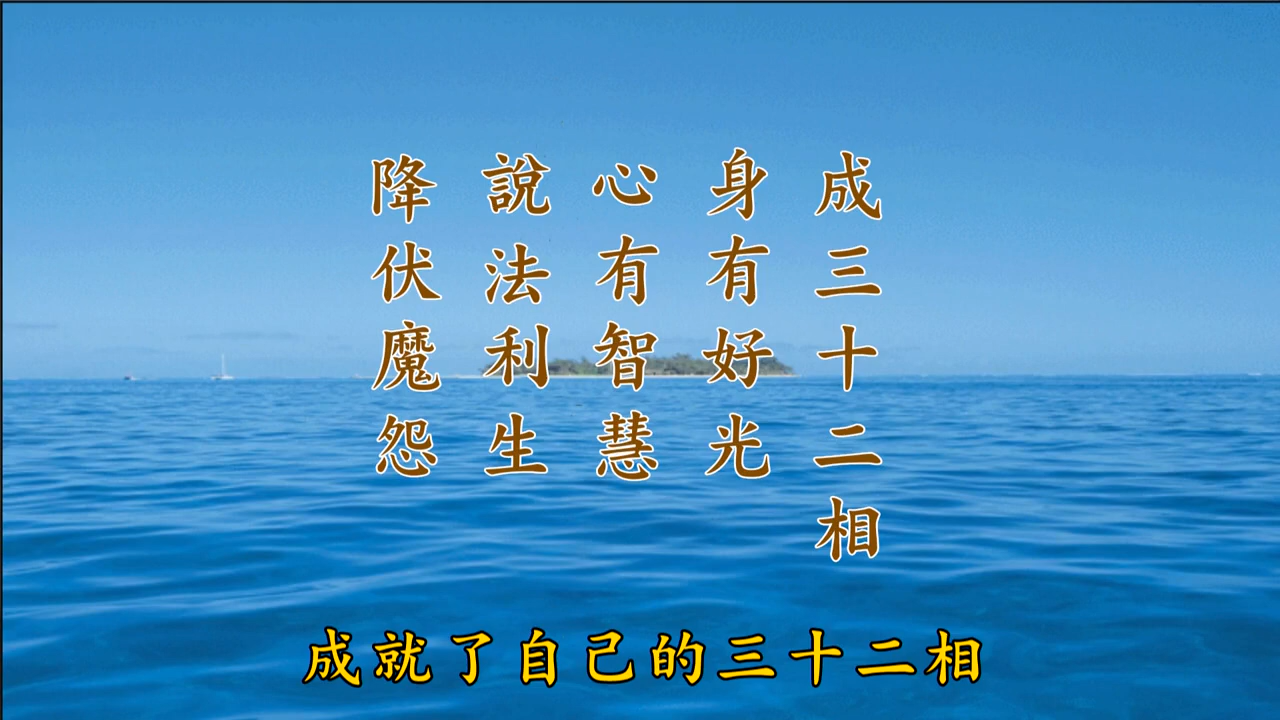 成三十二相
身有好光
心有智慧
說法利生
降伏魔怨
成就了自己的三十二相